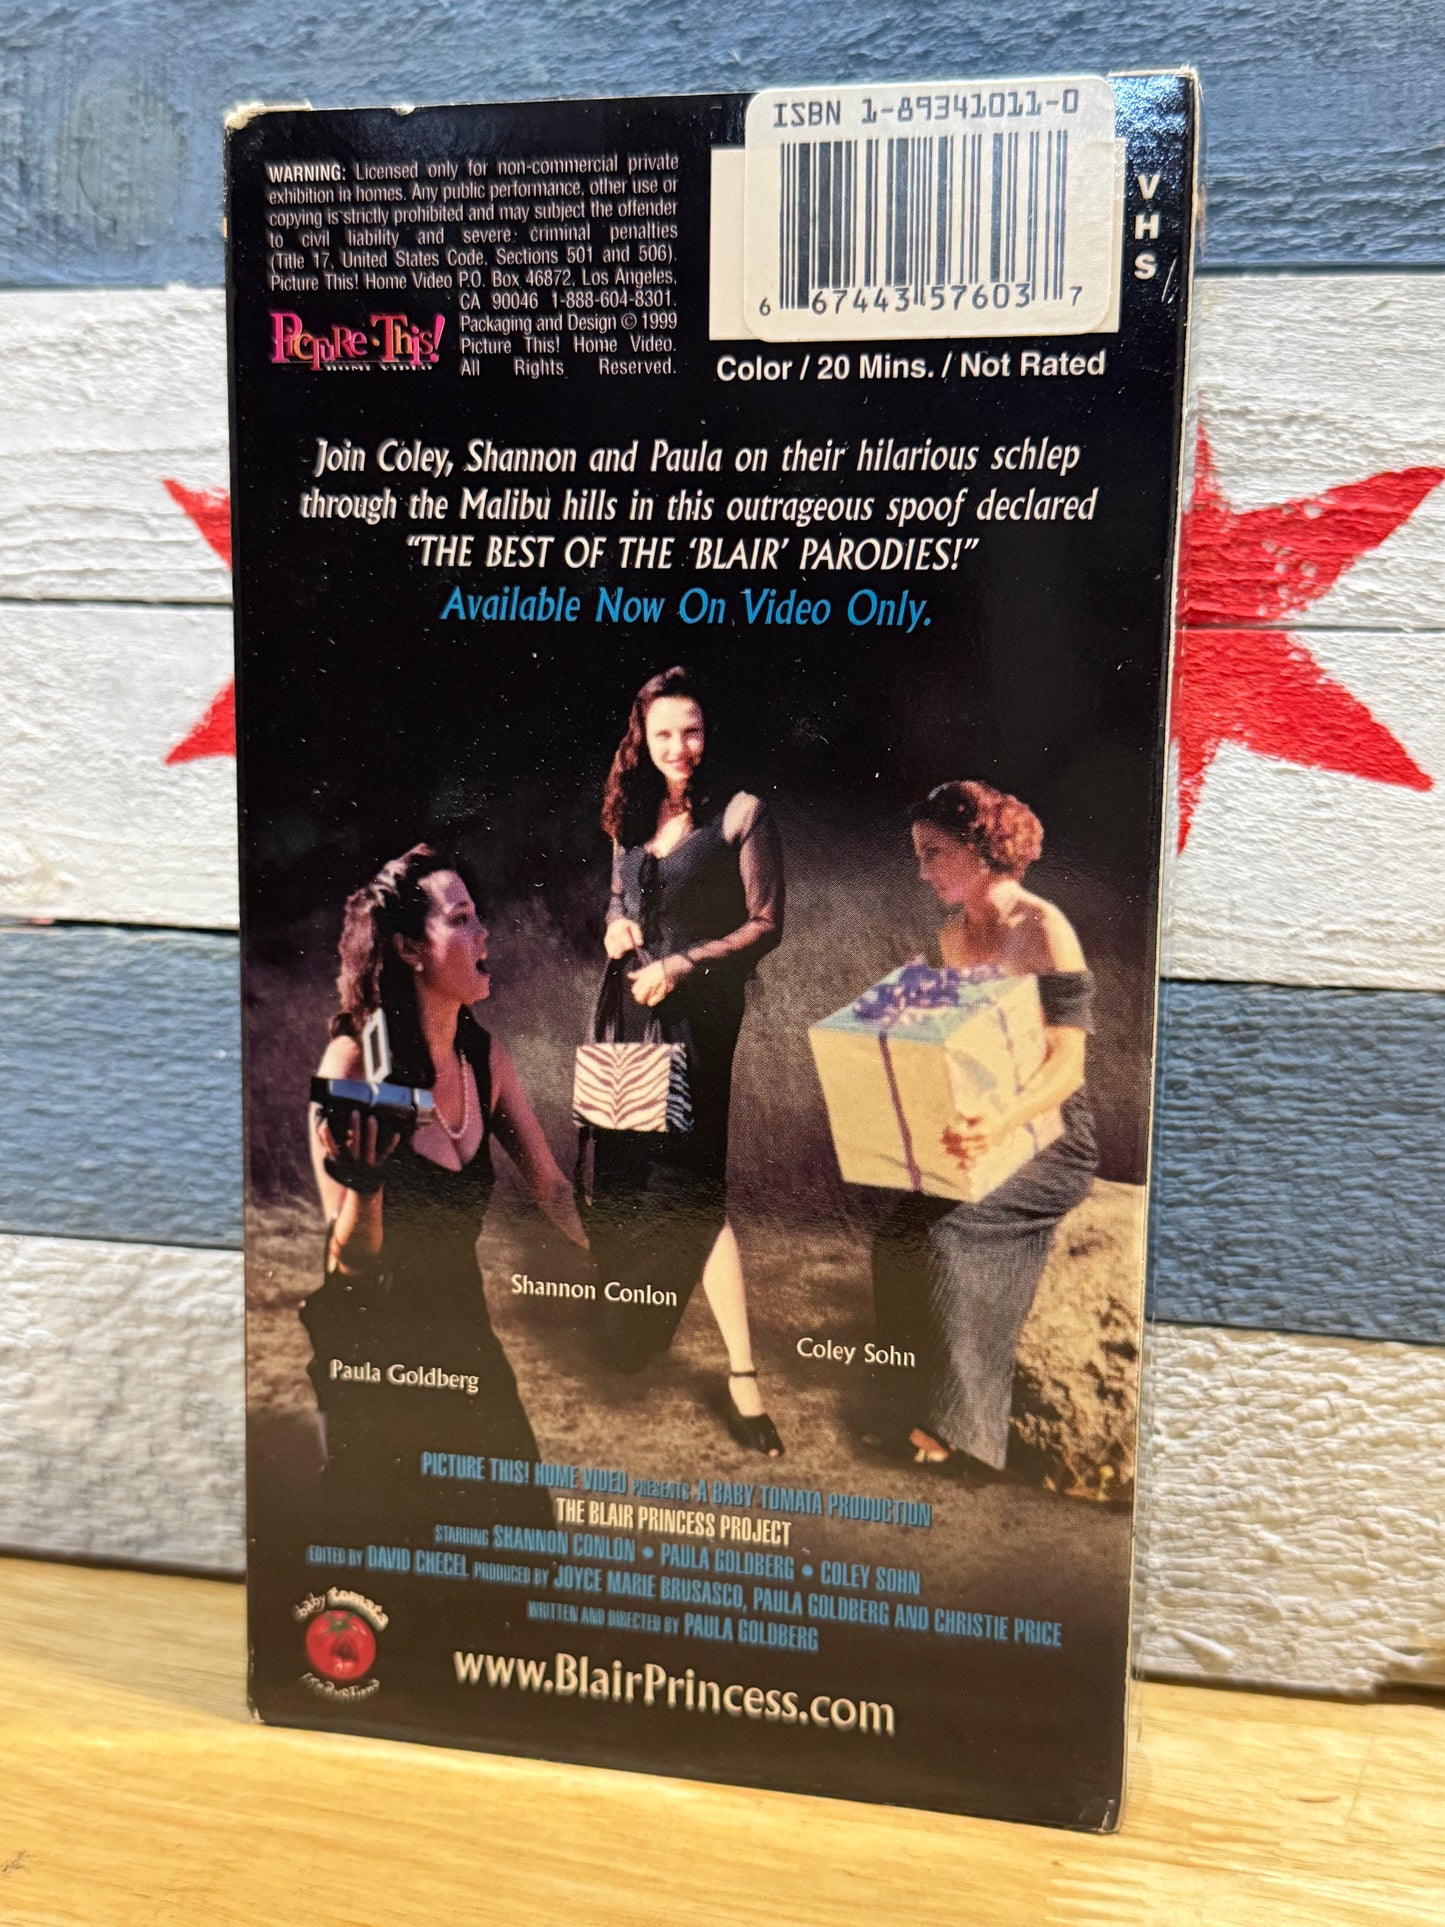 ISBN 1-89341011-0
6 67443 57603 7
VHS
WARNING: Licensed only for non-commercial private
exhibition in homes. Any public performance, other use or
copying is strictly prohibited and may subject the offender
to civil liability and severe criminal penalties
(Title 17, United States Code, Sections 501 and 506).
Picture This! Home Video P.O. Box 46872, Los Angeles,
CA 90046 1-888-604-8301.
Packaging and Design © 1999
Picture This! Home Video.
All Rights Reserved.
Picture This!
HOME VIDEO
Color / 20 Mins. / Not Rated
Join Coley, Shannon and Paula on their hilarious schlep
through the Malibu hills in this outrageous spoof declared
“THE BEST OF THE ‘BLAIR’ PARODIES!”
Available Now On Video Only.
Shannon Conlon
Coley Sohn
Paula Goldberg
PICTURE THIS! HOME VIDEO PRESENTS A BABY TOMATA PRODUCTION
THE BLAIR PRINCESS PROJECT
STARRING SHANNON CONLON • PAULA GOLDBERG • COLEY SOHN
EDITED BY DAVID CHECEL PRODUCED BY JOYCE MARIE BRUSASCO, PAULA GOLDBERG AND CHRISTIE PRICE
WRITTEN AND DIRECTED BY PAULA GOLDBERG
baby tomata
productions
www.BlairPrincess.com